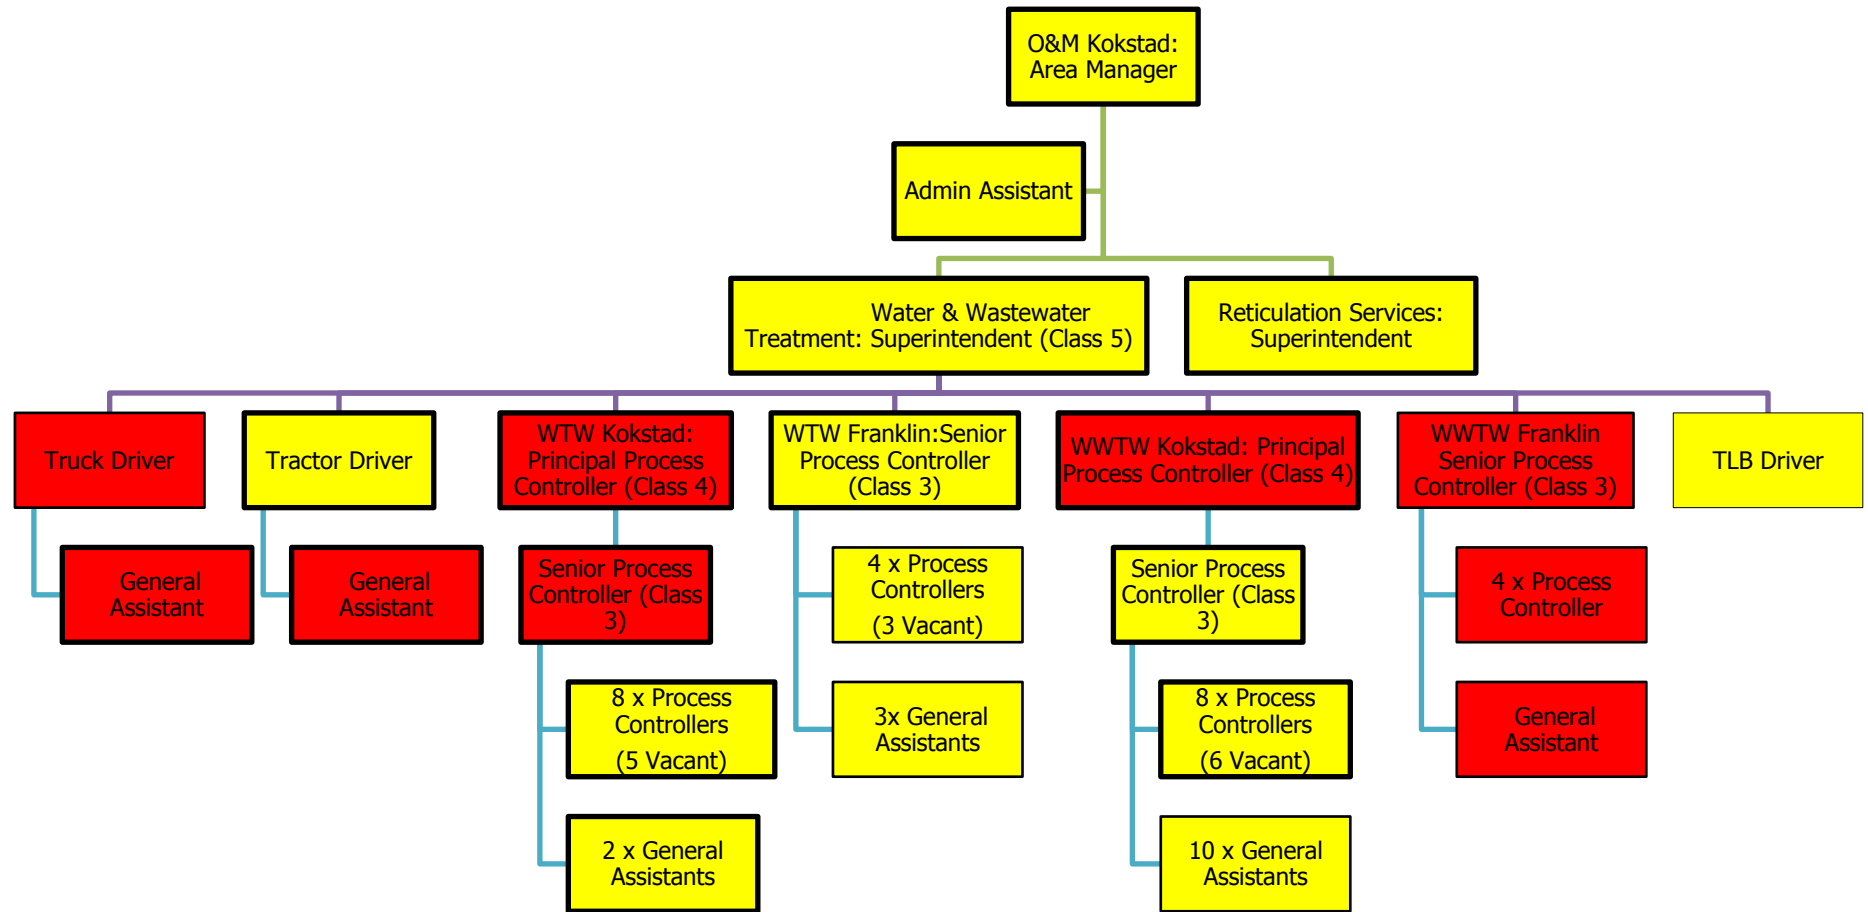 O&M Kokstad:
Area Manager
Admin Assistant
Water & Wastewater
Treatment: Superintendent (Class 5)
Reticulation Services:
Superintendent
Truck Driver
Tractor Driver
WTW Kokstad:
Principal Process
Controller (Class 4)
WTW Franklin:Senior
Process Controller
(Class 3)
WWTW Kokstad: Principal
Process Controller (Class 4)
WWTW Franklin
Senior Process
Controller (Class 3)
TLB Driver
General
Assistant
General
Assistant
Senior Process
Controller (Class
3)
4 x Process
Controllers
(3 Vacant)
Senior Process
Controller (Class
3)
4 x Process
Controller
8 x Process
Controllers
(5 Vacant)
3x General
Assistants
8 x Process
Controllers
(6 Vacant)
General
Assistant
2 x General
Assistants
10 x General
Assistants